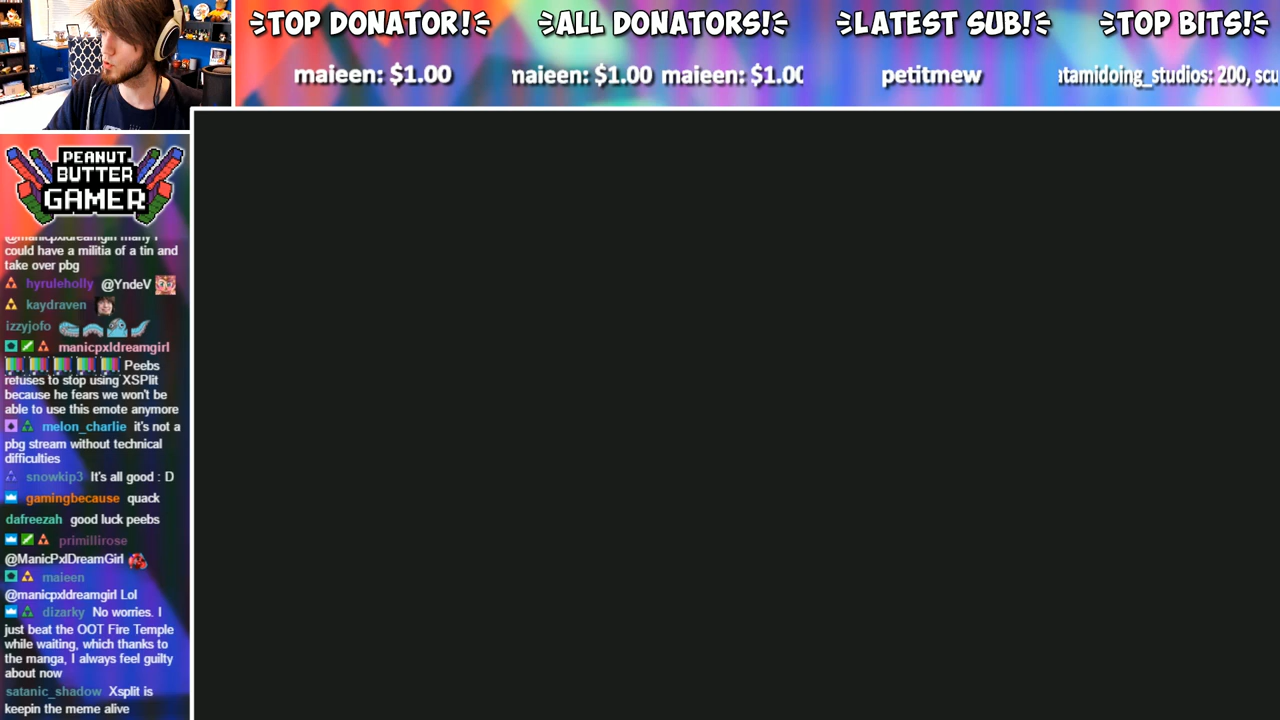 TOP DONATOR!
ALL DONATORS!
LATEST SUB!
TOP BITS!
maieen: $1.00
naieen: $1.00 maieen: $1.00
petitmew
atamidoing_studios: 200, scu
PEANUT
BUTTER
GAMER
@manicpxldreamgirl many I
could have a militia of a tin and
take over pbg
hyruleholly @YndeV
kaydraven
izzyjofo
manicpxldreamgirl
Peebs
refuses to stop using XSPlit
because he fears we won't be
able to use this emote anymore
melon_charlie it's not a
pbg stream without technical
difficulties
snowkip3 It's all good : D
gamingbecause quack
dafreezah good luck peebs
primillirose
@ManicPxlDreamGirl
maieen
@manicpxldreamgirl Lol
dizarky No worries. I
just beat the OOT Fire Temple
while waiting, which thanks to
the manga, I always feel guilty
about now
satanic_shadow Xsplit is
keepin the meme alive